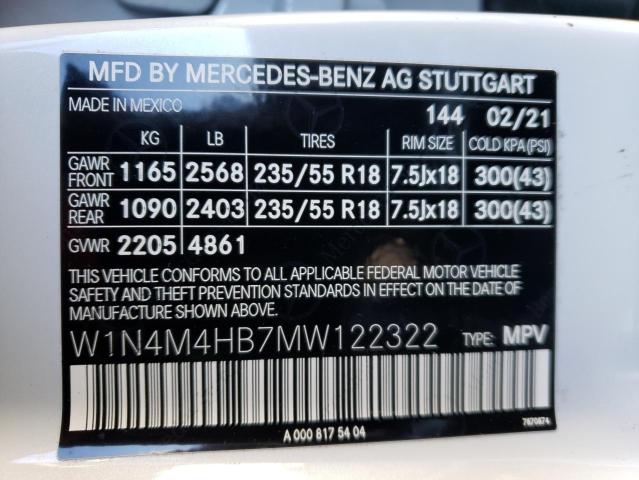 MFD BY MERCEDES-BENZ AG STUTTGART
MADE IN MEXICO 144 02/21
KG LB TIRES RIM SIZE COLD KPA(PSI)
GAWR FRONT 1165 2568 235/55 R18 7.5Jx18 300(43)
GAWR REAR 1090 2403 235/55 R18 7.5Jx18 300(43)
GVWR 2205 4861
THIS VEHICLE CONFORMS TO ALL APPLICABLE FEDERAL MOTOR VEHICLE
SAFETY AND THEFT PREVENTION STANDARDS IN EFFECT ON THE DATE OF
MANUFACTURE SHOWN ABOVE.
W1N4M4HB7MW122322 TYPE: MPV
A 000 817 54 04 7670874